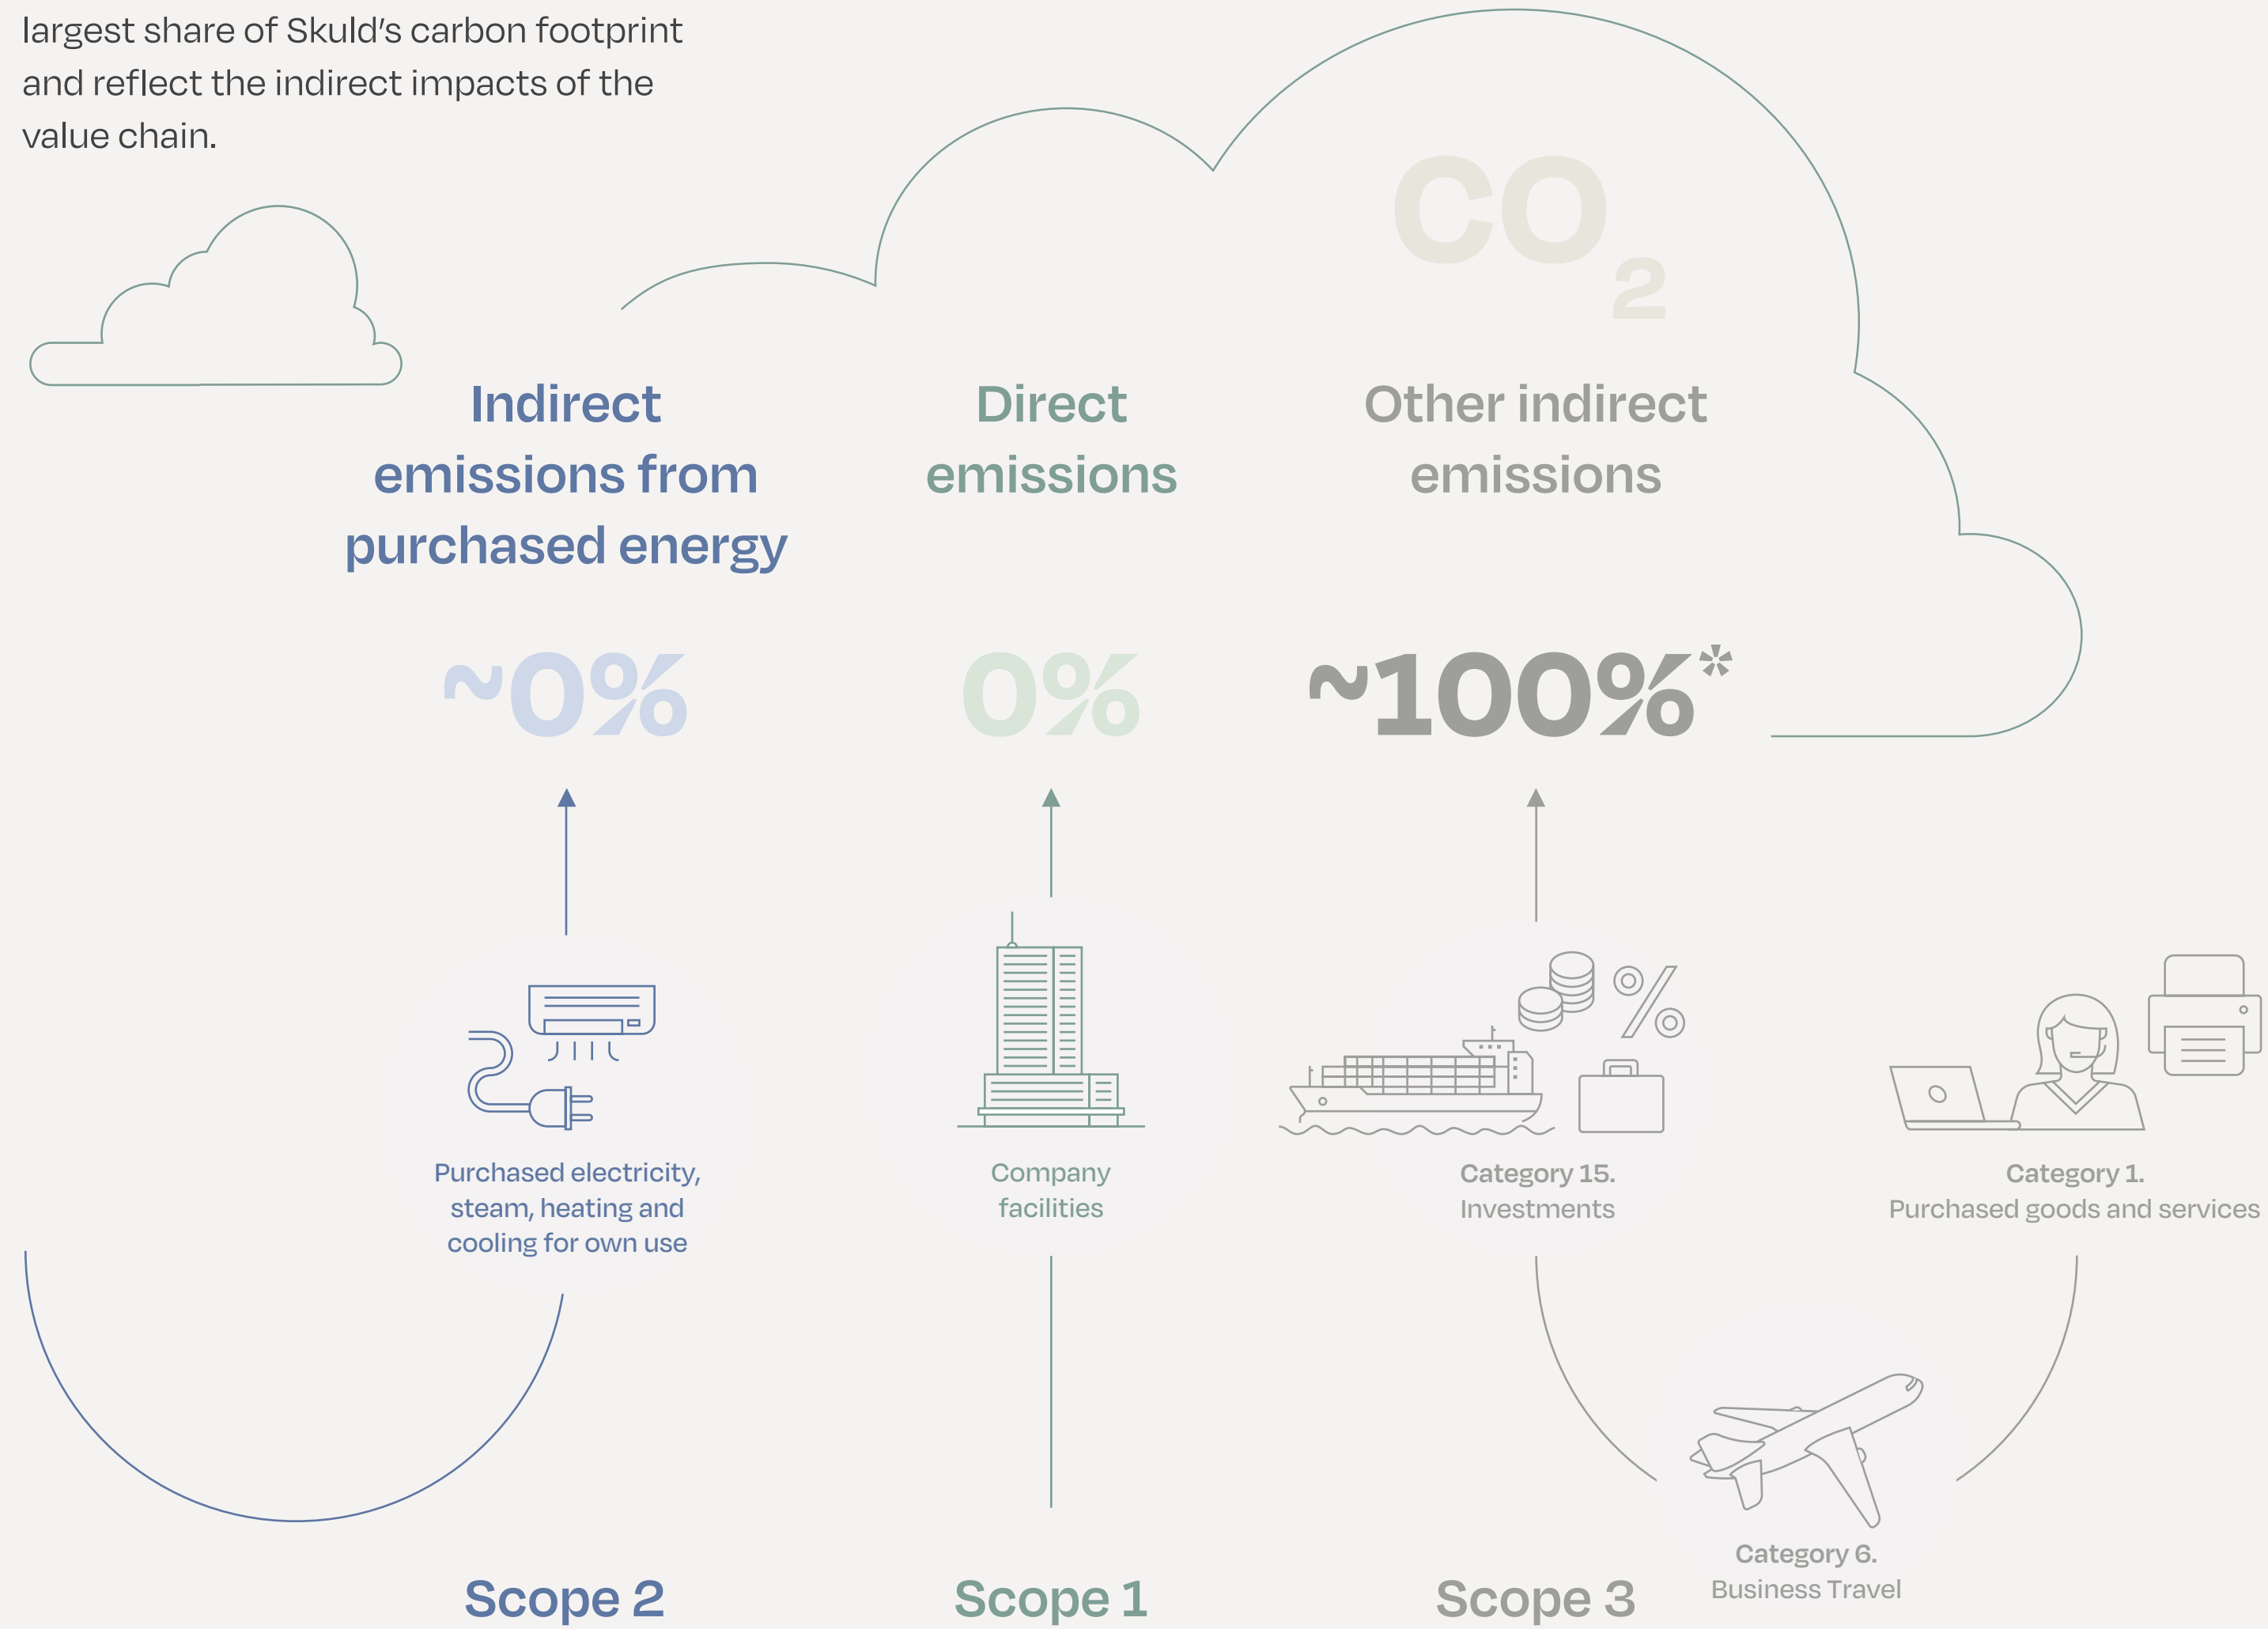 largest share of Skuld’s carbon footprint
and reflect the indirect impacts of the
value chain.
CO2
Indirect
emissions from
purchased energy
~0%
Direct
emissions
0%
Other indirect
emissions
~100%*
Purchased electricity,
steam, heating and
cooling for own use
Company
facilities
Category 15.
Investments
Category 1.
Purchased goods and services
Category 6.
Business Travel
Scope 2
Scope 1
Scope 3